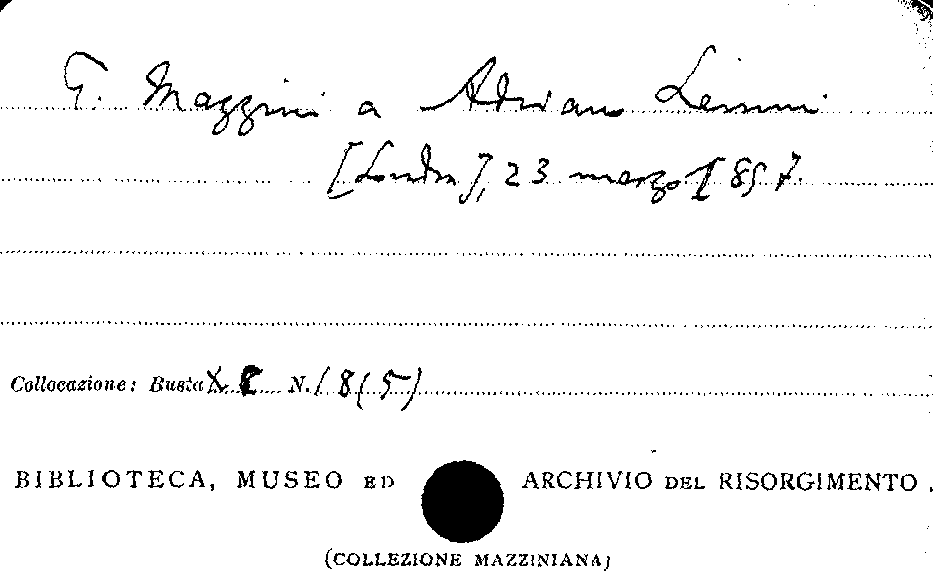 G. Mazzini a Adriano Lemmi
[Londra], 23 marzo 1857.
Collocazione: Busta N. 18(5)
BIBLIOTECA, MUSEO ED ARCHIVIO DEL RISORGIMENTO.
(COLLEZIONE MAZZINIANA)